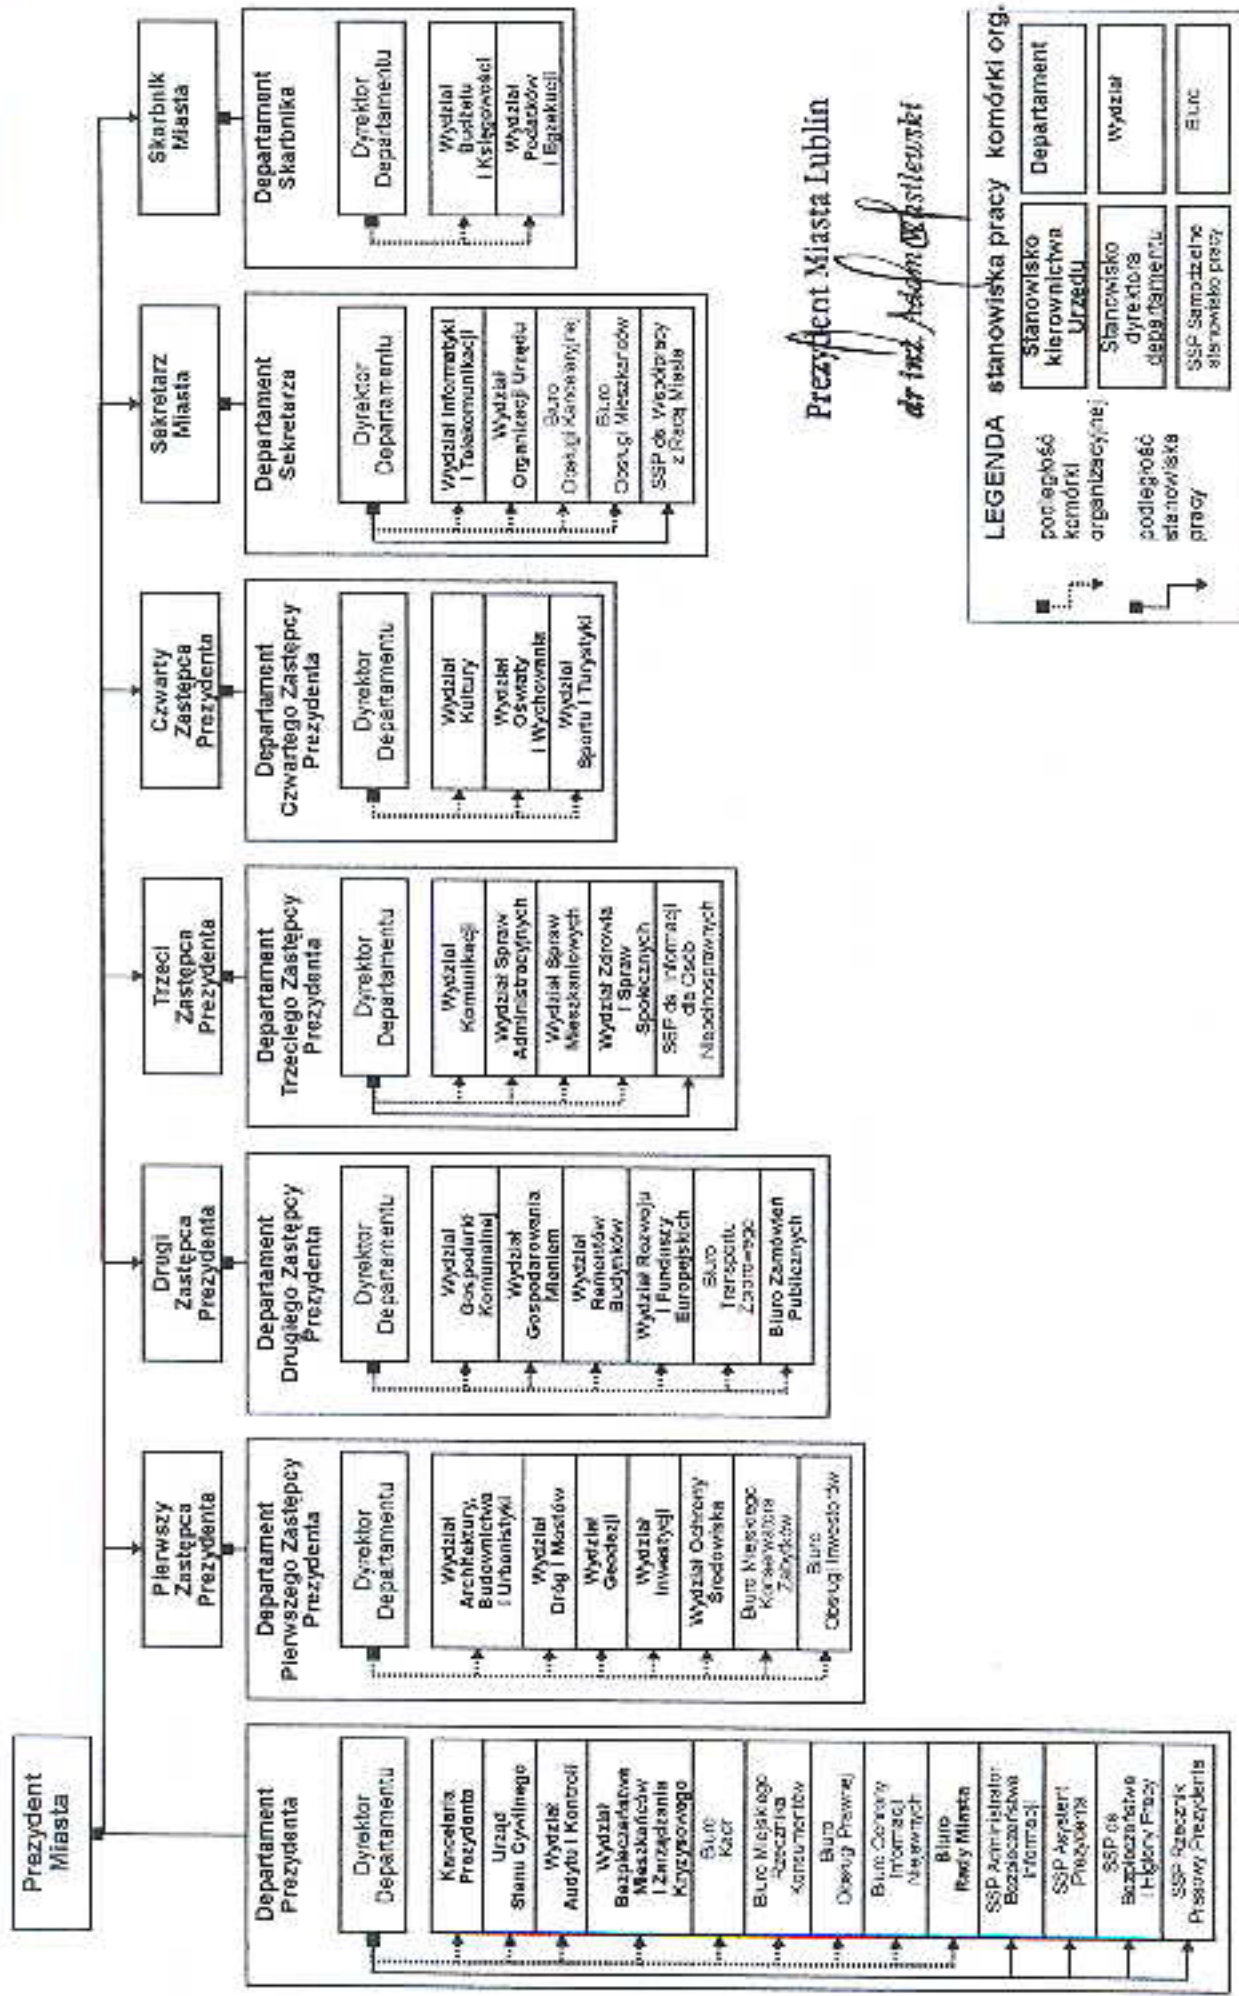 Prezydent
Miasta
Pierwszy
Zastępca
Prezydenta
Drugi
Zastępca
Prezydenta
Trzeci
Zastępca
Prezydenta
Czwarty
Zastępca
Prezydenta
Sekretarz
Miasta
Skarbnik
Miasta
Departament
Prezydenta
Dyrektor
Departamentu
Kancelaria
Prezydenta
Urząd
Stanu Cywilnego
Wydział
Audytu i Kontroli
Wydział
Bezpieczeństwa
Mieszkańców
i Zarządzania
Kryzysowego
Biuro
Kadr
Biuro Miejskiego
Rzecznika
Konsumentów
Biuro
Obsługi Prawnej
Biuro Ochrony
Informacji
Niejawnych
Biuro
Rady Miasta
SSP Administrator
Bezpieczeństwa
Informacji
SSP Asystent
Prezydenta
SSP ds.
Bezpieczeństwa
i Higieny Pracy
SSP Rzecznik
Prasowy Prezydenta
Departament
Pierwszego Zastępcy
Prezydenta
Dyrektor
Departamentu
Wydział
Architektury,
Budownictwa
i Urbanistyki
Wydział
Dróg i Mostów
Wydział
Geodezji
Wydział
Inwestycji
Wydział Ochrony
Środowiska
Biuro Miejskiego
Konserwatora
Zabytków
Biuro
Obsługi Inwestorów
Departament
Drugiego Zastępcy
Prezydenta
Dyrektor
Departamentu
Wydział
Gospodarki
Komunalnej
Wydział
Gospodarowania
Mieniem
Wydział
Remontów
Budynków
Wydział Rozwoju
i Funduszy
Europejskich
Biuro
Transportu
Zbiorowego
Biuro Zamówień
Publicznych
Departament
Trzeciego Zastępcy
Prezydenta
Dyrektor
Departamentu
Wydział
Komunikacji
Wydział Spraw
Administracyjnych
Wydział Spraw
Mieszkaniowych
Wydział Zdrowia
i Spraw
Społecznych
SSP ds. Informacji
dla Osób
Niepełnosprawnych
Departament
Czwartego Zastępcy
Prezydenta
Dyrektor
Departamentu
Wydział
Kultury
Wydział
Oświaty
i Wychowania
Wydział
Sportu i Turystyki
Departament
Sekretarza
Dyrektor
Departamentu
Wydział Informatyki
i Telekomunikacji
Wydział
Organizacji Urzędu
Biuro
Obsługi Kancelaryjnej
Biuro
Obsługi Mieszkańców
SSP ds. Współpracy
z Radą Miasta
Departament
Skarbnika
Dyrektor
Departamentu
Wydział
Budżetu
i Księgowości
Wydział
Podatków
i Egzekucji
Prezydent Miasta Lublin
dr inż. Adam Wasilewski
LEGENDA stanowiska pracy komórki org.
podległość
komórki
organizacyjnej
podległość
stanowiska
pracy
Stanowisko
kierownictwa
Urzędu
Departament
Stanowisko
dyrektora
departamentu
Wydział
SSP Samodzielne
stanowisko pracy
Biuro